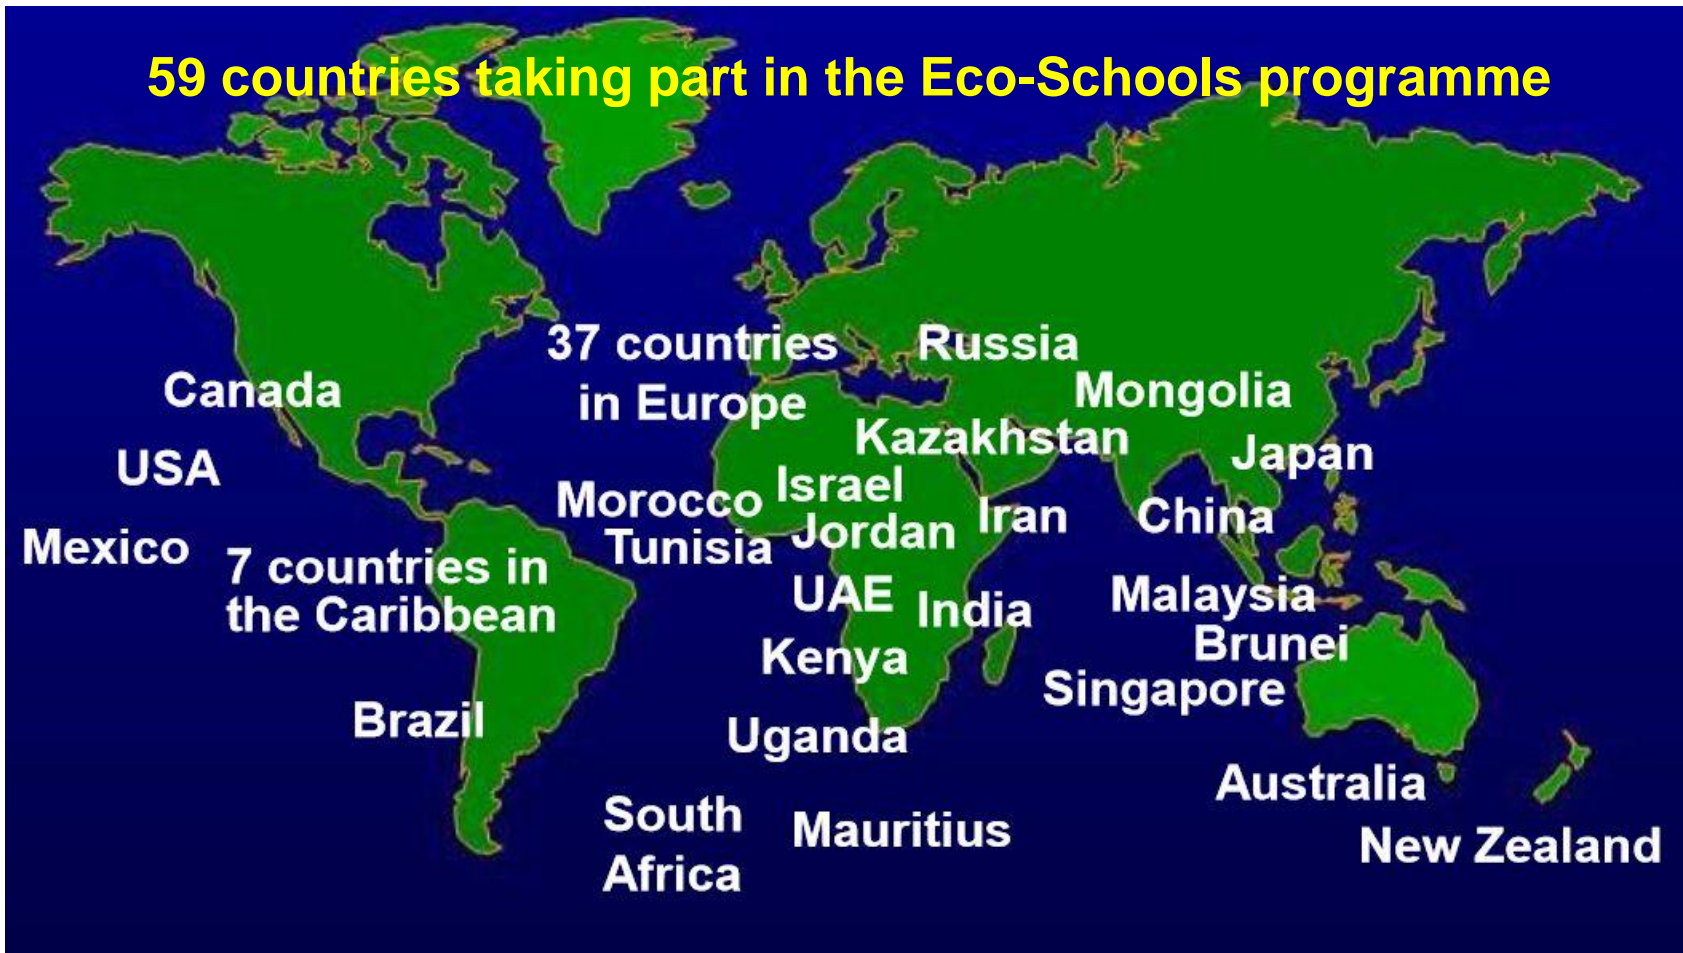 59 countries taking part in the Eco-Schools programme
37 countries
in Europe
Russia
Canada
Mongolia
Kazakhstan
Japan
USA
Israel
Morocco
Iran
China
Jordan
Tunisia
Mexico
7 countries in
the Caribbean
UAE
India
Malaysia
Brunei
Kenya
Singapore
Brazil
Uganda
Australia
South
Africa
Mauritius
New Zealand